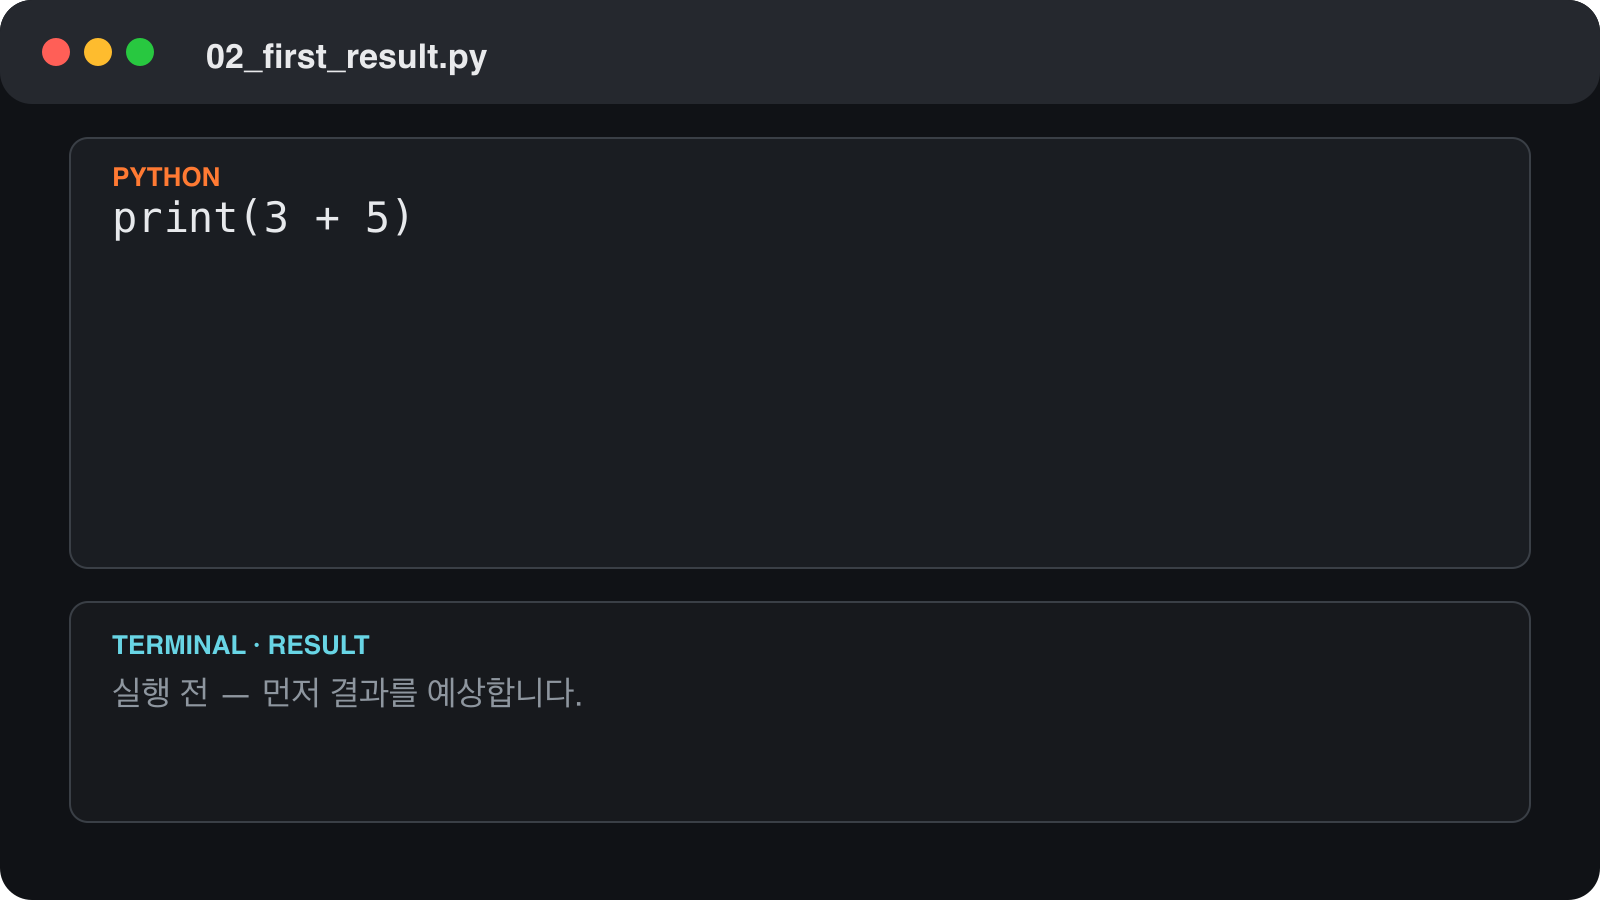 02_first_result.py
PYTHON
print(3 + 5)
TERMINAL · RESULT
실행 전 — 먼저 결과를 예상합니다.